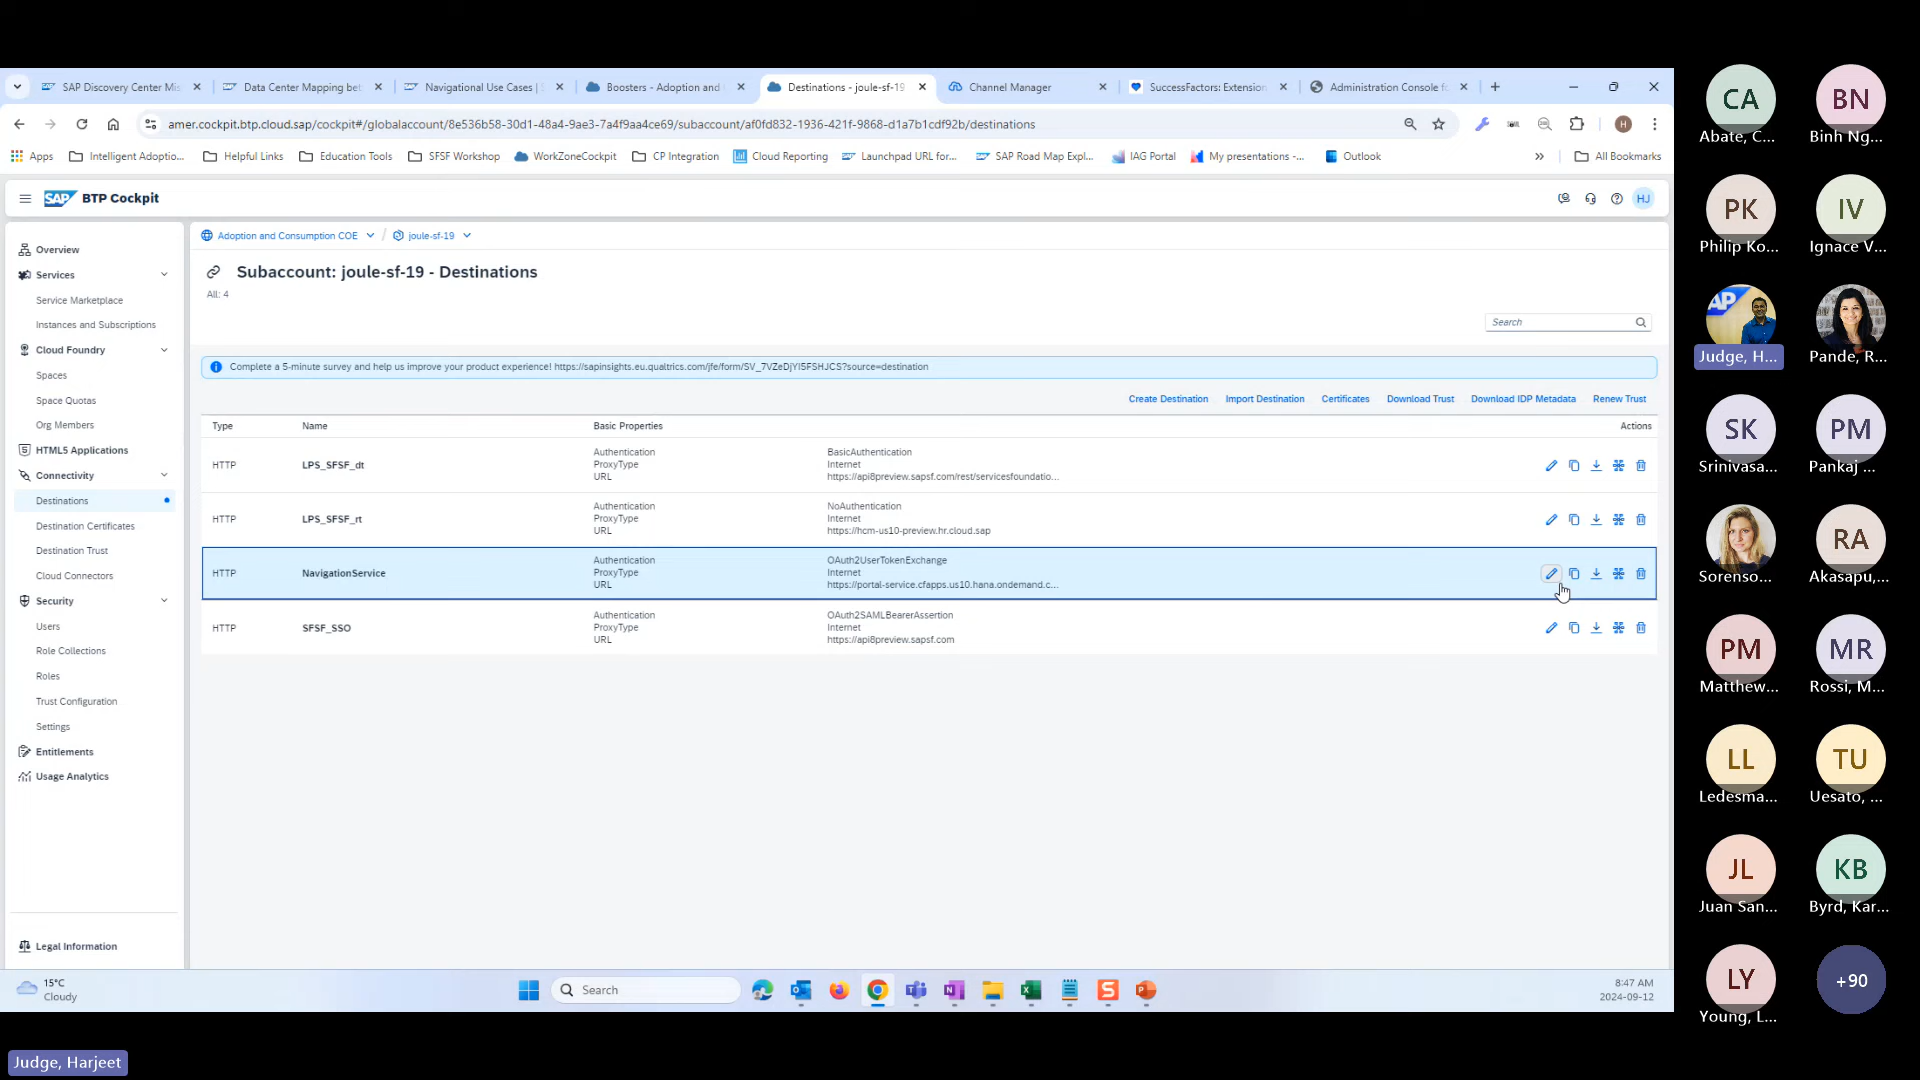 SAP Discovery Center Mis
Data Center Mapping bet
Navigational Use Cases | S
Boosters - Adoption and
Destinations - joule-sf-19
Channel Manager
SuccessFactors: Extension
Administration Console fo
amer.cockpit.btp.cloud.sap/cockpit#/globalaccount/8e536b58-30d1-48a4-9ae3-7a4f9aa4ce69/subaccount/af0fd832-1936-421f-9868-d1a7b1cdf92b/destinations
H
Apps
Intelligent Adoptio...
Helpful Links
Education Tools
SFSF Workshop
WorkZoneCockpit
CP Integration
Cloud Reporting
Launchpad URL for...
SAP Road Map Expl...
IAG Portal
My presentations -...
Outlook
All Bookmarks
SAP BTP Cockpit
HJ
Overview
Services
Service Marketplace
Instances and Subscriptions
Cloud Foundry
Spaces
Space Quotas
Org Members
HTML5 Applications
Connectivity
Destinations
Destination Certificates
Destination Trust
Cloud Connectors
Security
Users
Role Collections
Roles
Trust Configuration
Settings
Entitlements
Usage Analytics
Legal Information
Adoption and Consumption COE / joule-sf-19
Subaccount: joule-sf-19 - Destinations
All: 4
Search
Complete a 5-minute survey and help us improve your product experience! https://sapinsights.eu.qualtrics.com/jfe/form/SV_7VZeDjYI5FSHJCS?source=destination
Create Destination Import Destination Certificates Download Trust Download IDP Metadata Renew Trust
Type Name Basic Properties Actions
HTTP LPS_SFSF_dt
Authentication BasicAuthentication
ProxyType Internet
URL https://api8preview.sapsf.com/rest/servicesfoundatio...
HTTP LPS_SFSF_rt
Authentication NoAuthentication
ProxyType Internet
URL https://hcm-us10-preview.hr.cloud.sap
HTTP NavigationService
Authentication OAuth2UserTokenExchange
ProxyType Internet
URL https://portal-service.cfapps.us10.hana.ondemand.c...
HTTP SFSF_SSO
Authentication OAuth2SAMLBearerAssertion
ProxyType Internet
URL https://api8preview.sapsf.com
15°C
Cloudy
Search
8:47 AM
2024-09-12
CA
Abate, C...
BN
Binh Ng...
PK
Philip Ko...
IV
Ignace V...
AP
Judge, H...
Pande, R...
SK
Srinivasa...
PM
Pankaj ...
Sorenso...
RA
Akasapu,...
PM
Matthew...
MR
Rossi, M...
LL
Ledesma...
TU
Uesato, ...
JL
Juan San...
KB
Byrd, Kar...
LY
Young, L...
+90
Judge, Harjeet